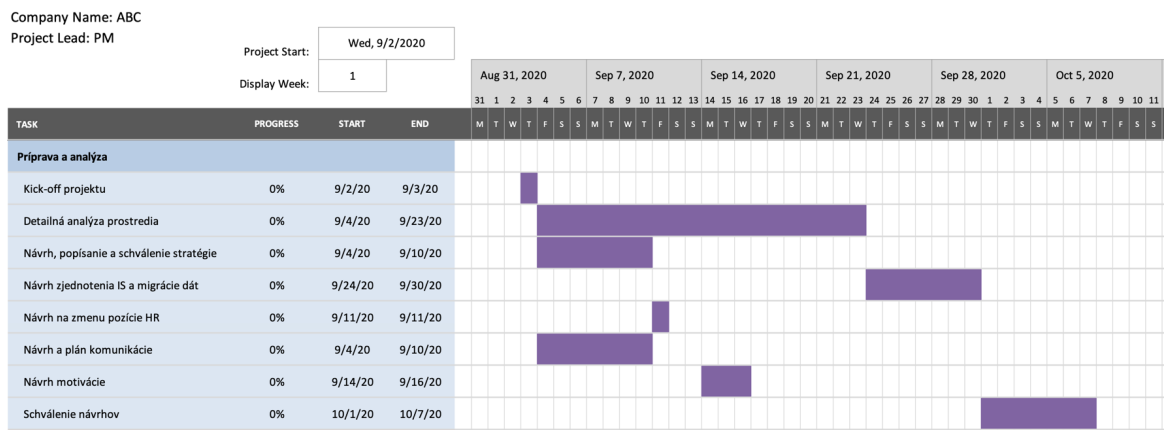 Company Name: ABC
Project Lead: PM
Project Start: Wed, 9/2/2020
Display Week: 1
Aug 31, 2020 Sep 7, 2020 Sep 14, 2020 Sep 21, 2020 Sep 28, 2020 Oct 5, 2020
31 1 2 3 4 5 6 7 8 9 10 11 12 13 14 15 16 17 18 19 20 21 22 23 24 25 26 27 28 29 30 1 2 3 4 5 6 7 8 9 10 11
TASK PROGRESS START END M T W T F S S M T W T F S S M T W T F S S M T W T F S S M T W T F S S M T W T F S S
Príprava a analýza
Kick-off projektu 0% 9/2/20 9/3/20
Detailná analýza prostredia 0% 9/4/20 9/23/20
Návrh, popísanie a schválenie stratégie 0% 9/4/20 9/10/20
Návrh zjednotenia IS a migrácie dát 0% 9/24/20 9/30/20
Návrh na zmenu pozície HR 0% 9/11/20 9/11/20
Návrh a plán komunikácie 0% 9/4/20 9/10/20
Návrh motivácie 0% 9/14/20 9/16/20
Schválenie návrhov 0% 10/1/20 10/7/20